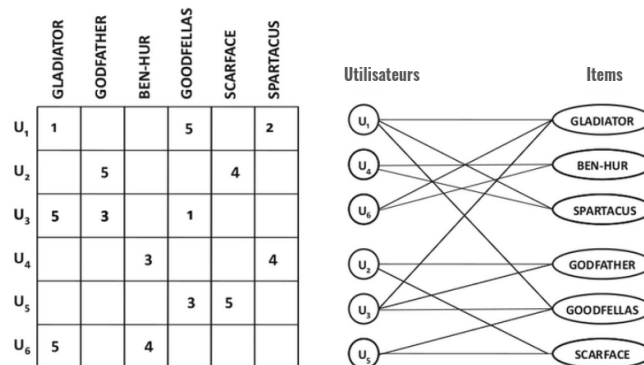 GLADIATOR
GODFATHER
BEN-HUR
GOODFELLAS
SCARFACE
SPARTACUS
U1 1 5 2
U2 5 4
U3 5 3 1
U4 3 4
U5 3 5
U6 5 4
Utilisateurs Items
U1 GLADIATOR
U4 BEN-HUR
U6 SPARTACUS
U2 GODFATHER
U3 GOODFELLAS
U5 SCARFACE